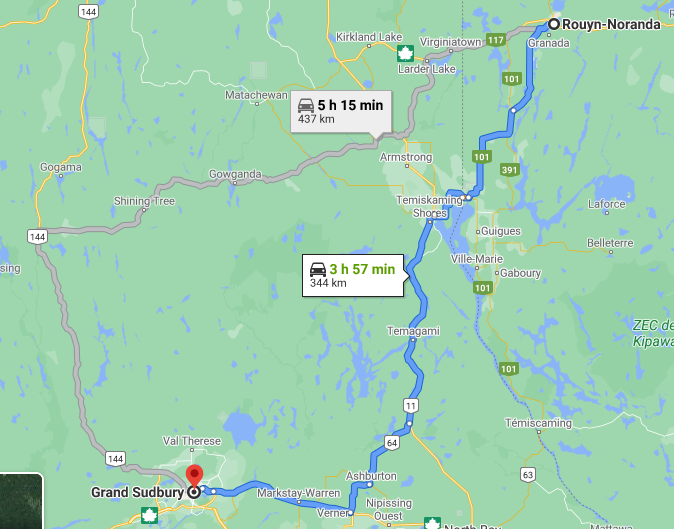 144
Rouyn-Noranda
Kirkland Lake
Virginiatown
117
Granada
Larder Lake
101
Matachewan
5 h 15 min
437 km
Armstrong
101
391
Gogama
Gowganda
Shining Tree
Temiskaming
Shores
Laforce
144
Guigues
Belleterre
sing
3 h 57 min
344 km
Ville-Marie
Gaboury
101
Temagami
ZEC de
Kipawa
101
11
Témiscaming
Val Therese
64
144
63
Ashburton
Grand Sudbury
Markstay-Warren
Verner
Nipissing
Ouest
North Bay
Mattawa